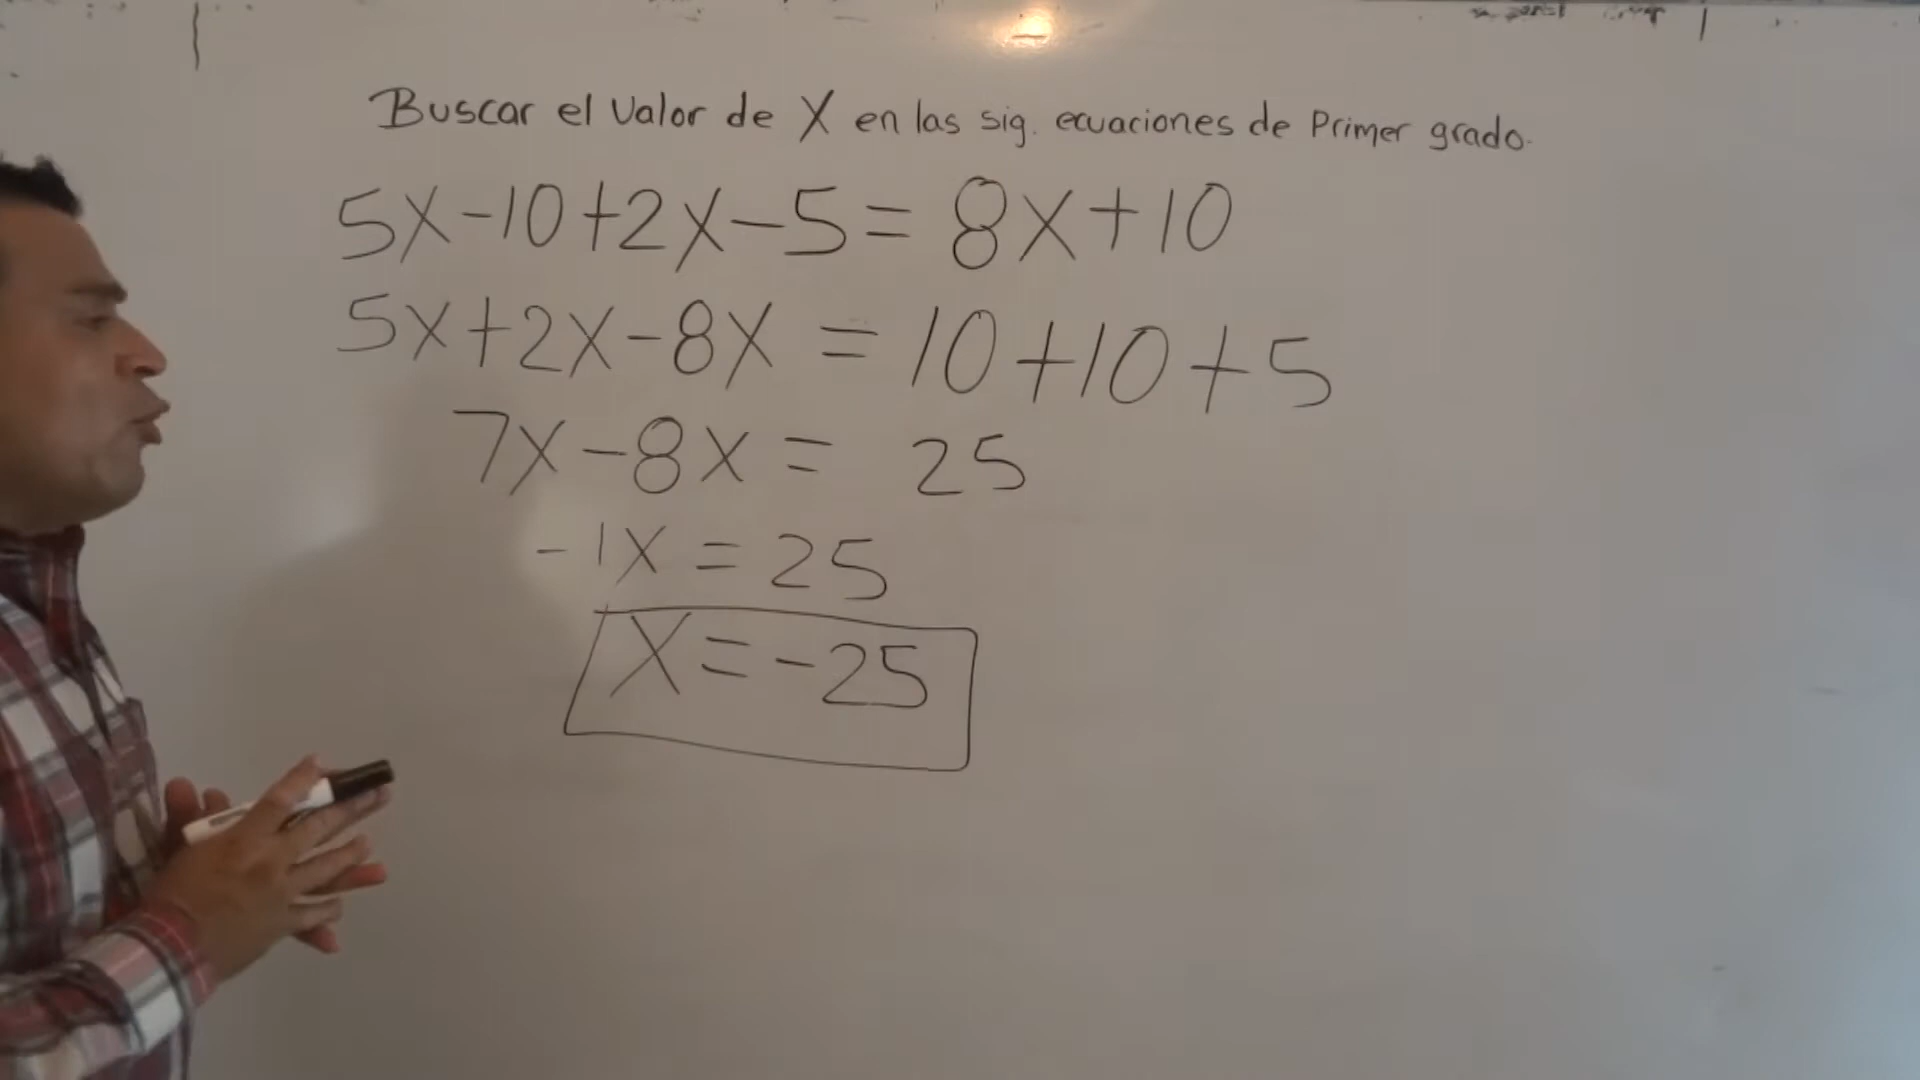 Buscar el Valor de X en las sig. ecuaciones de Primer grado.
5x-10+2x-5=8x+10
5x+2x-8x=10+10+5
7x-8x=25
-1x=25
X=-25